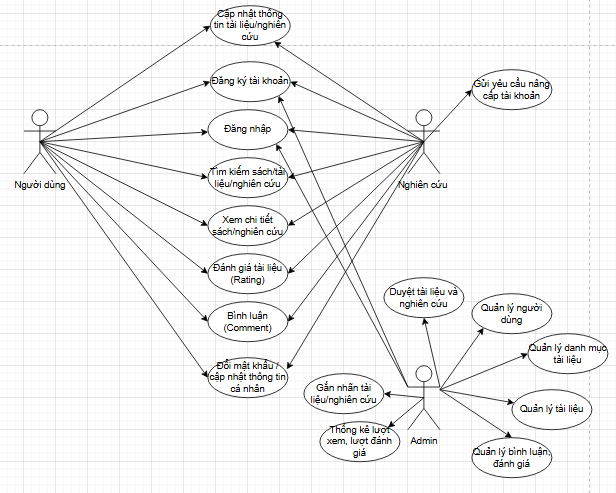 Cập nhật thông
tin tài liệu/nghiên
cứu
Đăng ký tài khoản
Gửi yêu cầu nâng
cấp tài khoản
Đăng nhập
Người dùng
Tìm kiếm sách/tài
liệu/nghiên cứu
Nghiên cứu
Xem chi tiết
sách/nghiên cứu
Đánh giá tài liệu
(Rating)
Bình luận
(Comment)
Duyệt tài liệu và
nghiên cứu
Quản lý người
dùng
Quản lý danh mục
tài liệu
Đổi mật khẩu /
cập nhật thông tin
cá nhân
Gắn nhãn tài
liệu/nghiên cứu
Quản lý tài liệu
Thống kê lượt
xem, lượt đánh
giá
Admin
Quản lý bình luận,
đánh giá